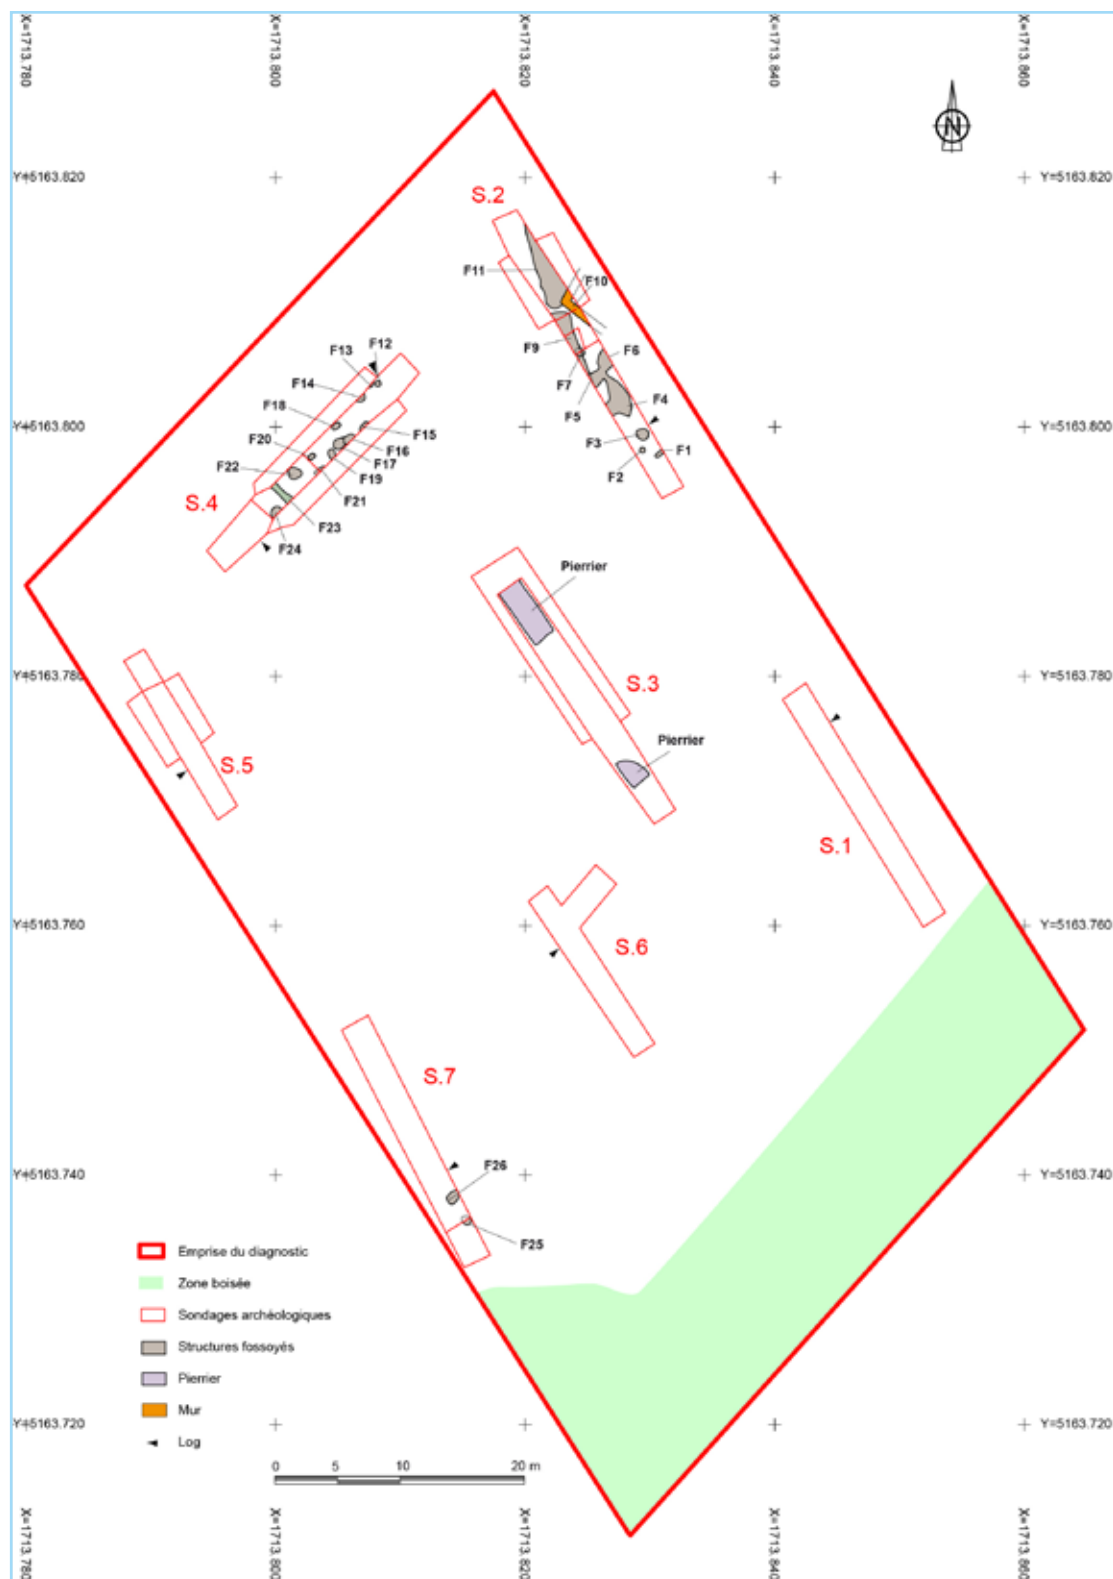 X=1713.780
X=1713.800
X=1713.820
X=1713.840
X=1713.860
N
Y=5163.820
Y=5163.820
S.2
F11
F10
F9
F6
F7
F5
F4
F3
F2
F1
F12
F13
F14
F18
F20
F22
F15
F16
F17
F19
F21
F23
F24
S.4
Y=5163.800
Y=5163.800
Pierrier
S.3
Pierrier
Y=5163.780
Y=5163.780
S.5
S.1
Y=5163.760
Y=5163.760
S.6
S.7
F26
F25
Y=5163.740
Y=5163.740
Emprise du diagnostic
Zone boisée
Sondages archéologiques
Structures fossoyés
Pierrier
Mur
Log
Y=5163.720
Y=5163.720
0 5 10 20 m
X=1713.780
X=1713.800
X=1713.820
X=1713.840
X=1713.860